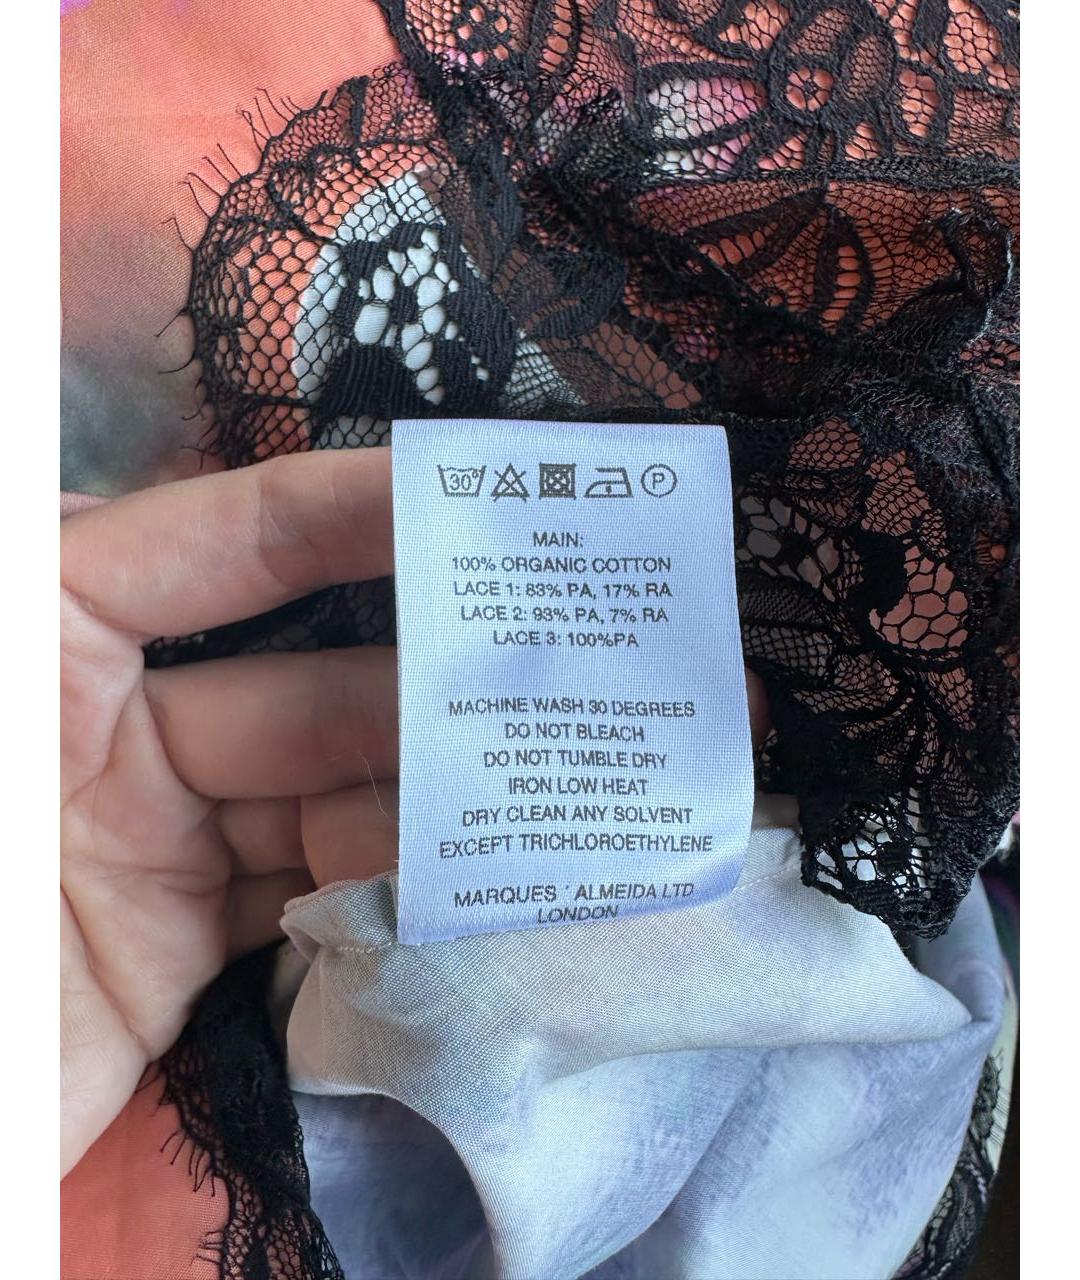 30°
P
MAIN:
100% ORGANIC COTTON
LACE 1: 83% PA, 17% RA
LACE 2: 93% PA, 7% RA
LACE 3: 100%PA
MACHINE WASH 30 DEGREES
DO NOT BLEACH
DO NOT TUMBLE DRY
IRON LOW HEAT
DRY CLEAN ANY SOLVENT
EXCEPT TRICHLOROETHYLENE
MARQUES ' ALMEIDA LTD
LONDON